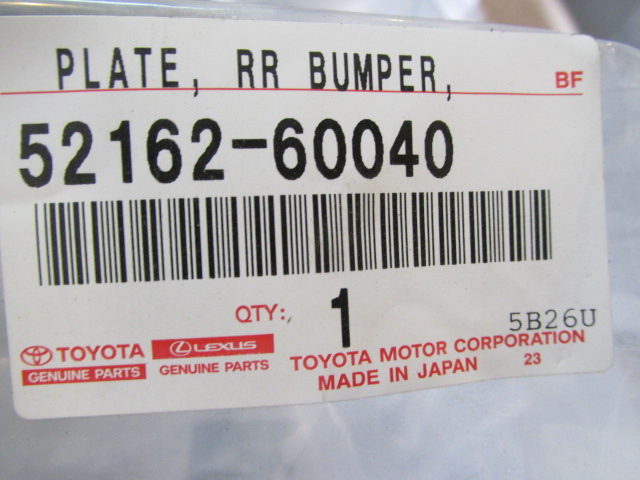 PLATE, RR BUMPER, BF
52162-60040
QTY: 1 5B26U
TOYOTA LEXUS
GENUINE PARTS GENUINE PARTS
TOYOTA MOTOR CORPORATION
MADE IN JAPAN 23